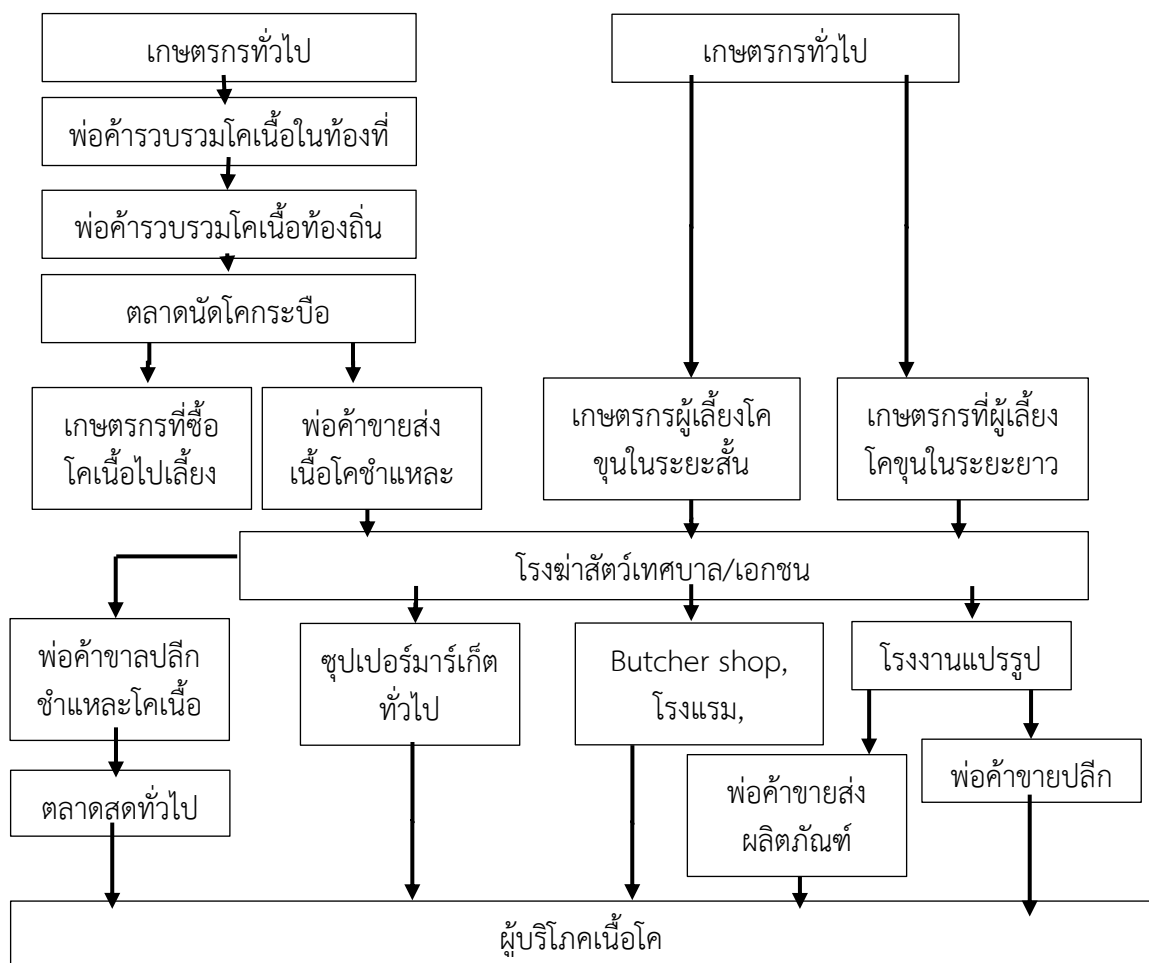 เกษตรกรทั่วไป
เกษตรกรทั่วไป
พ่อค้ารวบรวมโคเนื้อในท้องที่
พ่อค้ารวบรวมโคเนื้อท้องถิ่น
ตลาดนัดโคกระบือ
เกษตรกรที่ซื้อ
โคเนื้อไปเลี้ยง
พ่อค้าขายส่ง
เนื้อโคชำแหละ
เกษตรกรผู้เลี้ยงโค
ขุนในระยะสั้น
เกษตรกรที่ผู้เลี้ยง
โคขุนในระยะยาว
โรงฆ่าสัตว์เทศบาล/เอกชน
พ่อค้าขาลปลีก
ชำแหละโคเนื้อ
ซุปเปอร์มาร์เก็ต
ทั่วไป
Butcher shop,
โรงแรม,
โรงงานแปรรูป
ตลาดสดทั่วไป
พ่อค้าขายส่ง
ผลิตภัณฑ์
พ่อค้าขายปลีก
ผู้บริโภคเนื้อโค